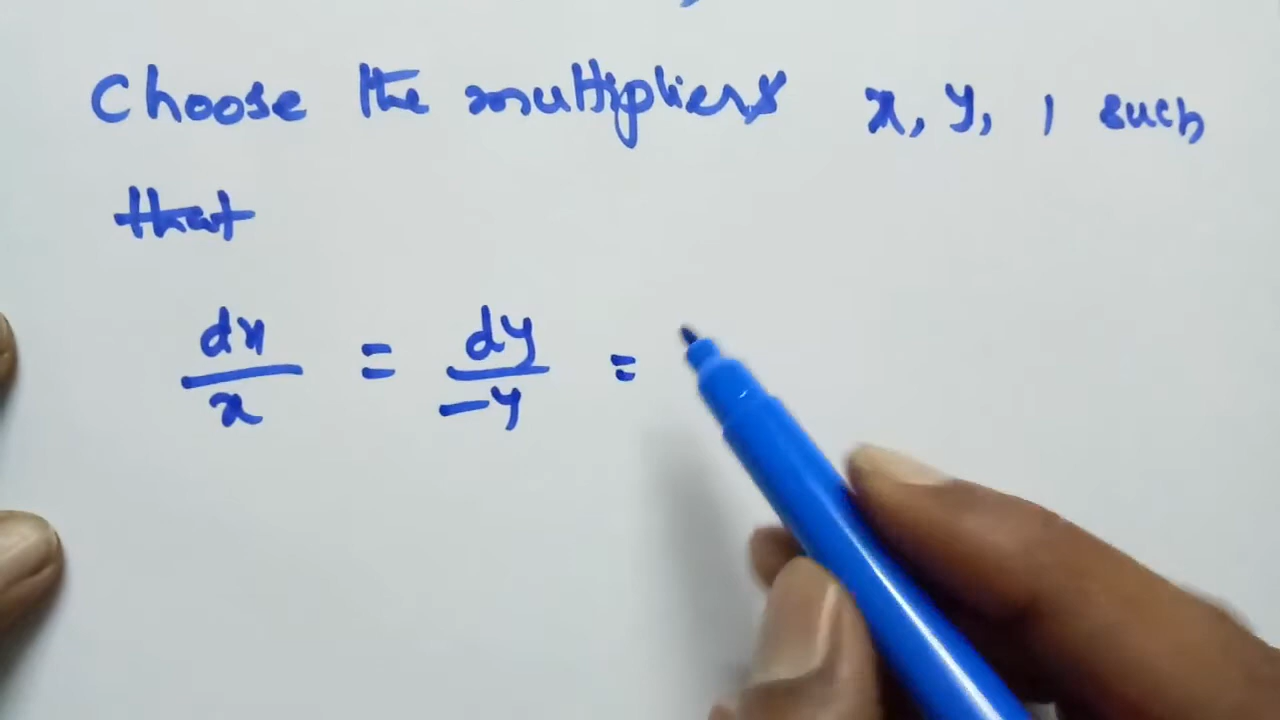 Choose the multipliers x, y, 1 such
that
dx/x = dy/-y =